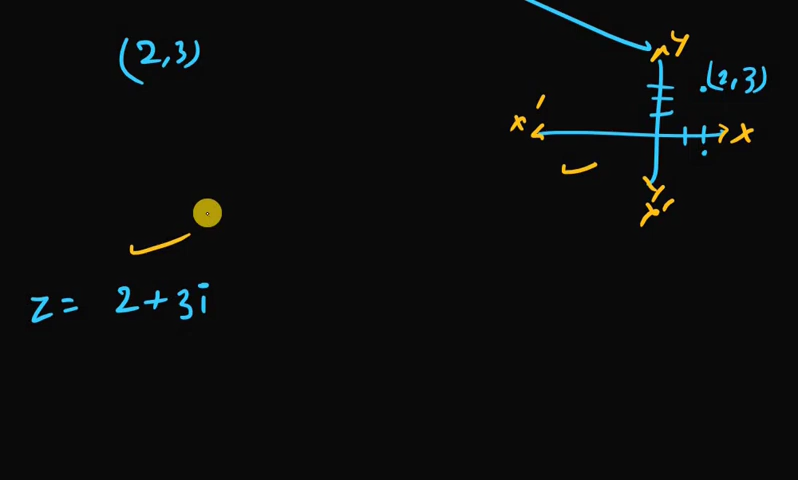 (2,3)
Y
(2,3)
x'
X
Y'
z = 2+3i